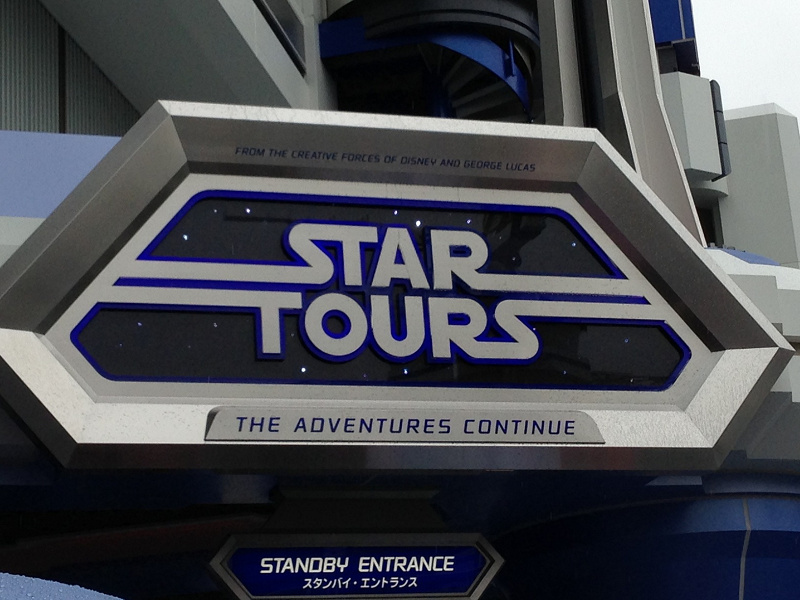 FROM THE CREATIVE FORCES OF DISNEY AND GEORGE LUCAS
STAR
TOURS
THE ADVENTURES CONTINUE
STANDBY ENTRANCE
スタンバイ・エントランス